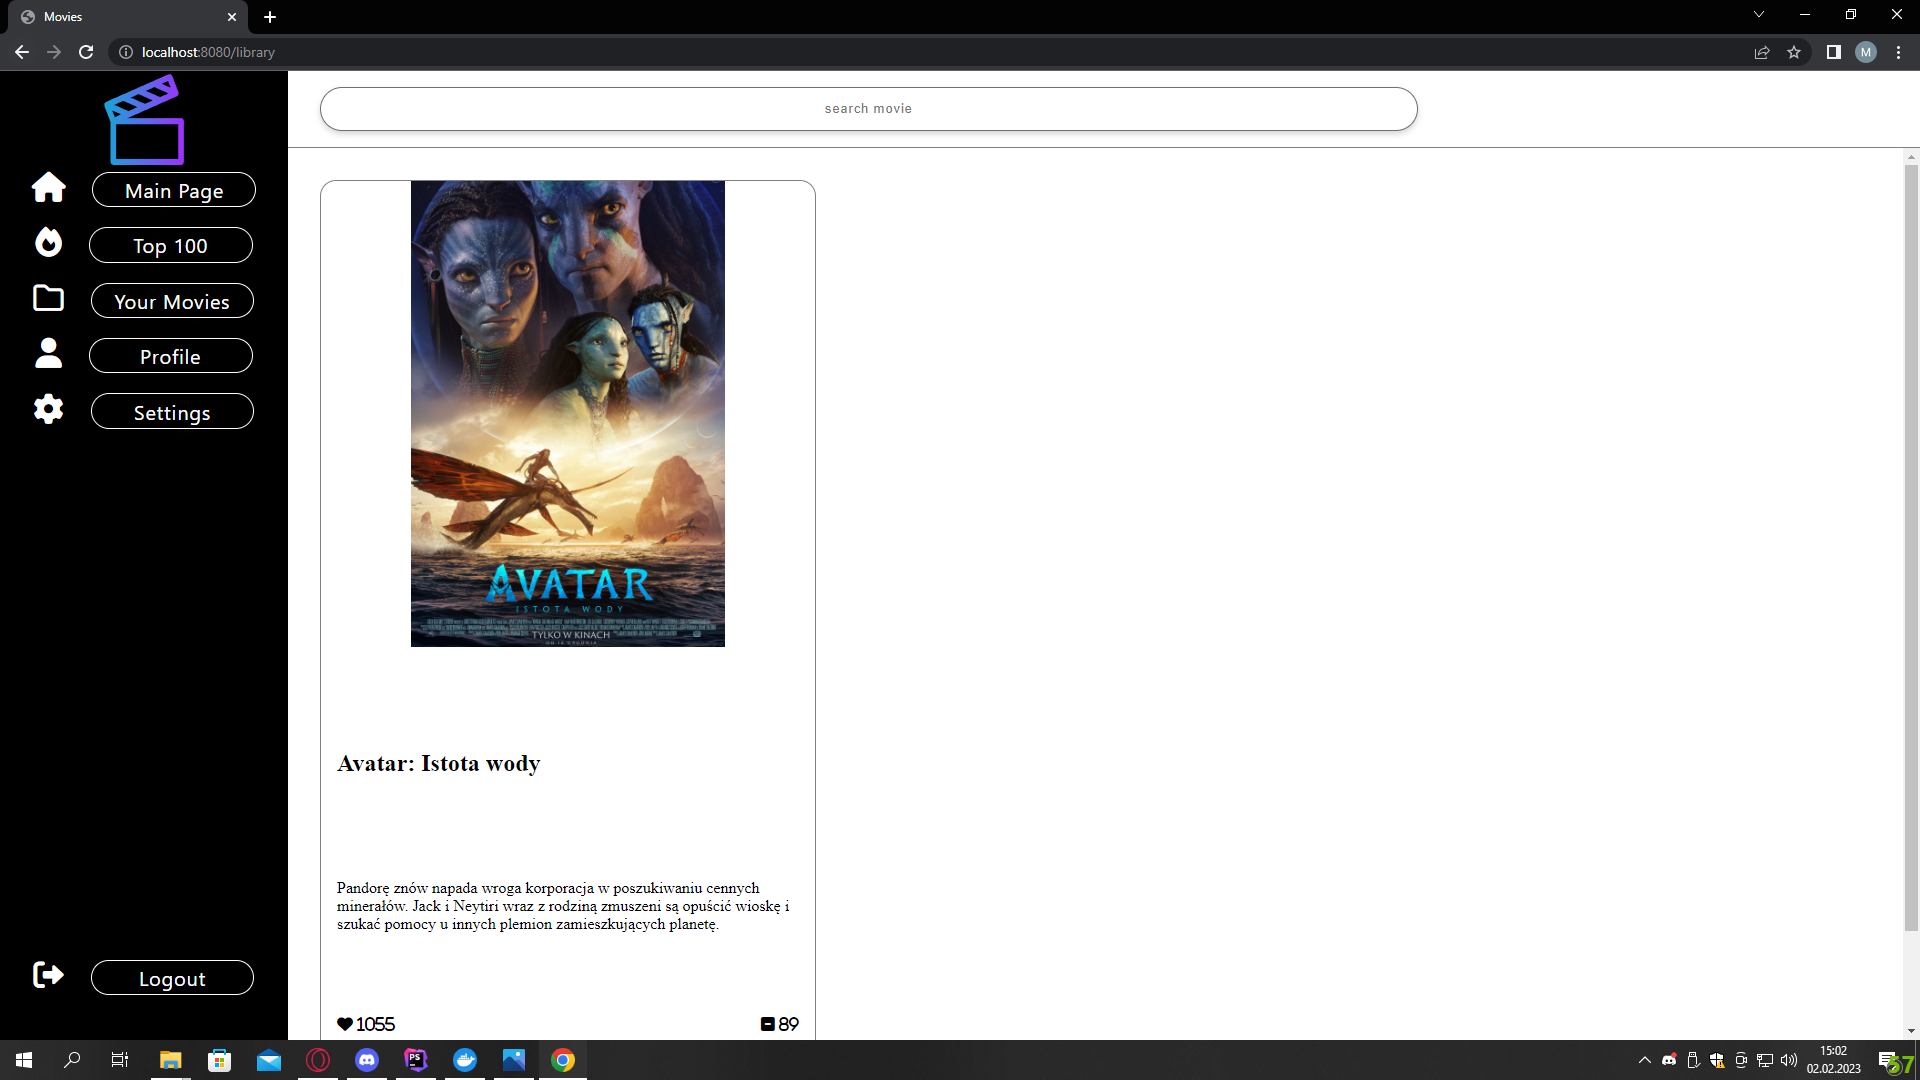 Movies
localhost:8080/library
M
search movie
Main Page
Top 100
Your Movies
Profile
Settings
AVATAR
ISTOTA WODY
TYLKO W KINACH
Avatar: Istota wody
Pandorę znów napada wroga korporacja w poszukiwaniu cennych
minerałów. Jack i Neytiri wraz z rodziną zmuszeni są opuścić wioskę i
szukać pomocy u innych plemion zamieszkujących planetę.
1055
89
Logout
PS
15:02
02.02.2023
57